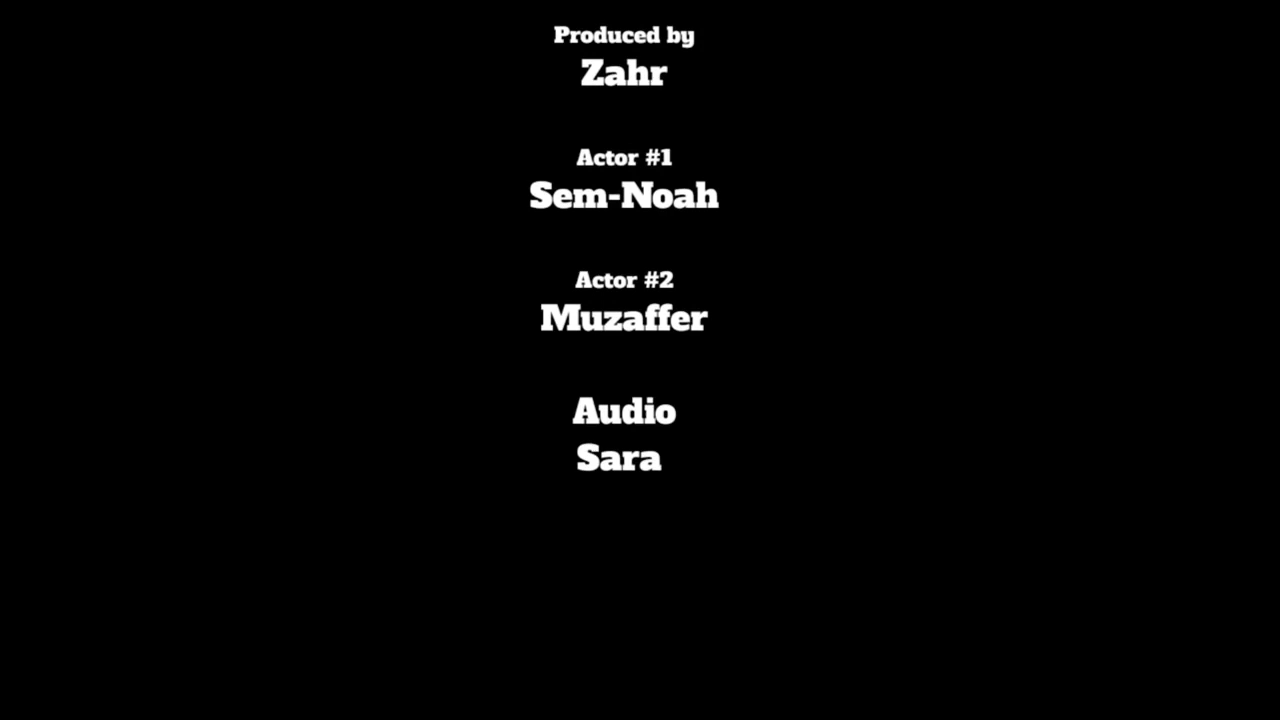 Produced by
Zahr
Actor #1
Sem-Noah
Actor #2
Muzaffer
Audio
Sara